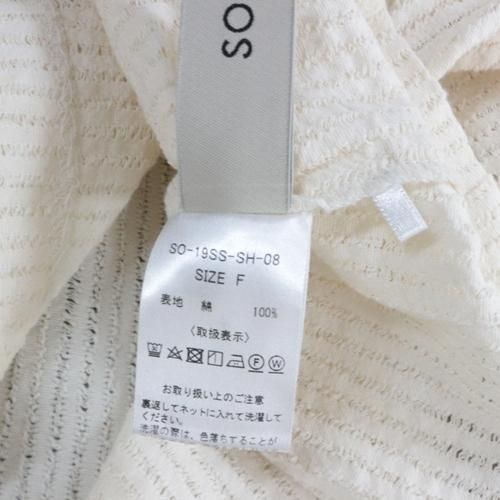 SO
SO-19SS-SH-08
SIZE F
表地 綿 100%
〈取扱表示〉
お取り扱い上のご注意
裏返してネットに入れて洗濯して
ください。
洗濯の際は、色落ちすることが